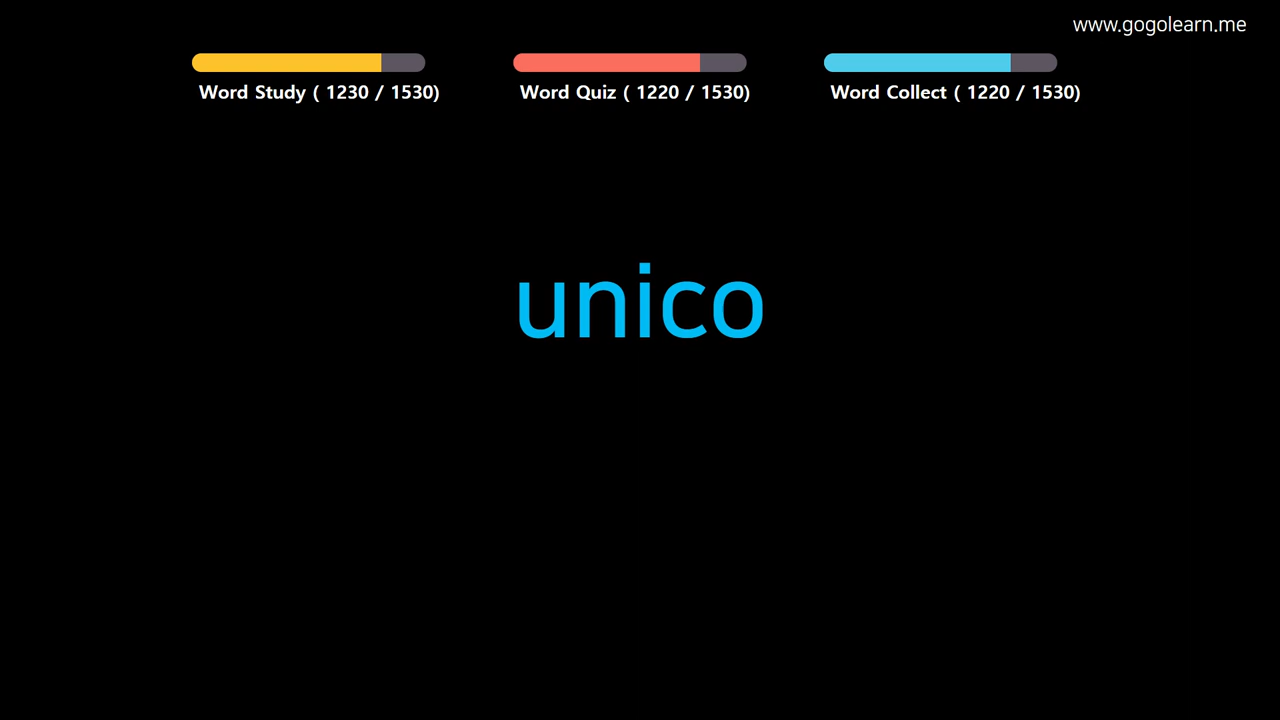 www.gogolearn.me
Word Study ( 1230 / 1530)
Word Quiz ( 1220 / 1530)
Word Collect ( 1220 / 1530)
unico